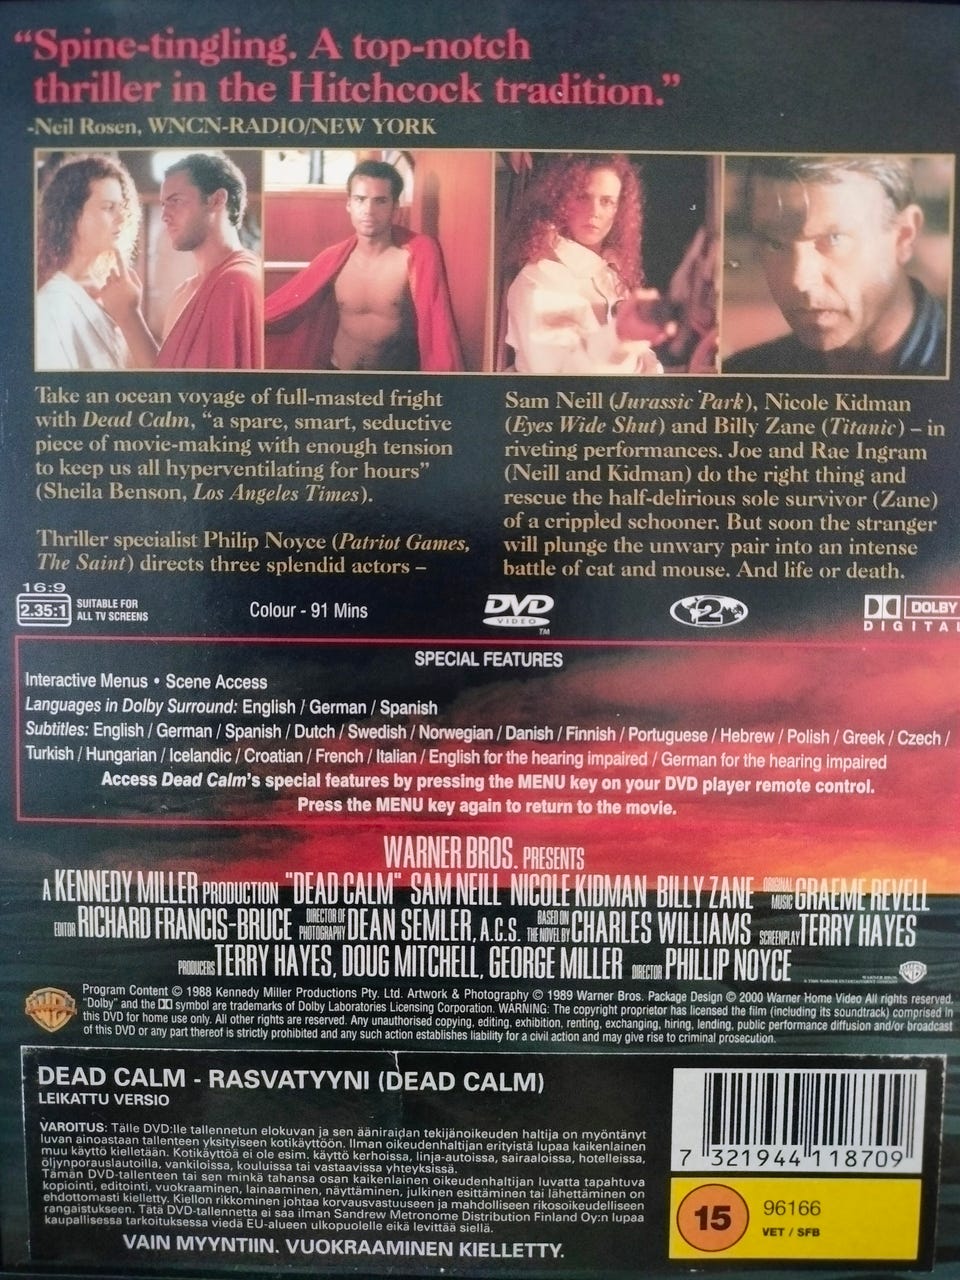 “Spine-tingling. A top-notch
thriller in the Hitchcock tradition.”
-Neil Rosen, WNCN-RADIO/NEW YORK
Take an ocean voyage of full-masted fright
with Dead Calm, “a spare, smart, seductive
piece of movie-making with enough tension
to keep us all hyperventilating for hours”
(Sheila Benson, Los Angeles Times).
Thriller specialist Philip Noyce (Patriot Games,
The Saint) directs three splendid actors –
Sam Neill (Jurassic Park), Nicole Kidman
(Eyes Wide Shut) and Billy Zane (Titanic) – in
riveting performances. Joe and Rae Ingram
(Neill and Kidman) do the right thing and
rescue the half-delirious sole survivor (Zane)
of a crippled schooner. But soon the stranger
will plunge the unwary pair into an intense
battle of cat and mouse. And life or death.
16:9
2.35:1
SUITABLE FOR
ALL TV SCREENS
Colour - 91 Mins
DVD
VIDEO
TM
2
DOLBY
DIGITAL
SPECIAL FEATURES
Interactive Menus • Scene Access
Languages in Dolby Surround: English / German / Spanish
Subtitles: English / German / Spanish / Dutch / Swedish / Norwegian / Danish / Finnish / Portuguese / Hebrew / Polish / Greek / Czech /
Turkish / Hungarian / Icelandic / Croatian / French / Italian / English for the hearing impaired / German for the hearing impaired
Access Dead Calm's special features by pressing the MENU key on your DVD player remote control.
Press the MENU key again to return to the movie.
WARNER BROS. PRESENTS
A KENNEDY MILLER PRODUCTION "DEAD CALM" SAM NEILL NICOLE KIDMAN BILLY ZANE ORIGINAL MUSIC GRAEME REVELL
EDITOR RICHARD FRANCIS-BRUCE DIRECTOR OF PHOTOGRAPHY DEAN SEMLER, A.C.S. BASED ON THE NOVEL BY CHARLES WILLIAMS SCREENPLAY TERRY HAYES
PRODUCERS TERRY HAYES, DOUG MITCHELL, GEORGE MILLER DIRECTOR PHILLIP NOYCE
Program Content © 1988 Kennedy Miller Productions Pty. Ltd. Artwork & Photography © 1989 Warner Bros. Package Design © 2000 Warner Home Video All rights reserved.
"Dolby" and the DD symbol are trademarks of Dolby Laboratories Licensing Corporation. WARNING: The copyright proprietor has licensed the film (including its soundtrack) comprised in
this DVD for home use only. All other rights are reserved. Any unauthorised copying, editing, exhibition, renting, exchanging, hiring, lending, public performance diffusion and/or broadcast
of this DVD or any part thereof is strictly prohibited and any such action establishes liability for a civil action and may give rise to criminal prosecution.
DEAD CALM - RASVATYYNI (DEAD CALM)
LEIKATTU VERSIO
VAROITUS: Tälle DVD:lle tallennetun elokuvan ja sen ääniraidan tekijänoikeuden haltija on myöntänyt
luvan ainoastaan tallenteen yksityiseen kotikäyttöön. Ilman oikeudenhaltijan erityistä lupaa kaikenlainen
muu käyttö kielletään. Kotikäyttöä ei ole esim. käyttö kerhoissa, linja-autoissa, sairaaloissa, hotelleissa,
öljynporauslautoilla, vankiloissa, kouluissa tai vastaavissa yhteyksissä.
Tämän DVD-tallenteen tai sen minkä tahansa osan kaikenlainen oikeudenhaltijan luvatta tapahtuva
kopiointi, editointi, vuokraaminen, lainaaminen, näyttäminen, julkinen esittäminen tai lähettäminen on
ehdottomasti kielletty. Kiellon rikkominen johtaa korvausvastuuseen ja mahdolliseen rikosoikeudelliseen
rangaistukseen. Tätä DVD-tallennetta ei saa ilman Sandrew Metronome Distribution Finland Oy:n lupaa
kaupallisessa tarkoituksessa viedä EU-alueen ulkopuolelle eikä levittää siellä.
VAIN MYYNTIIN. VUOKRAAMINEN KIELLETTY.
7 321944 118709
15
96166
VET / SFB